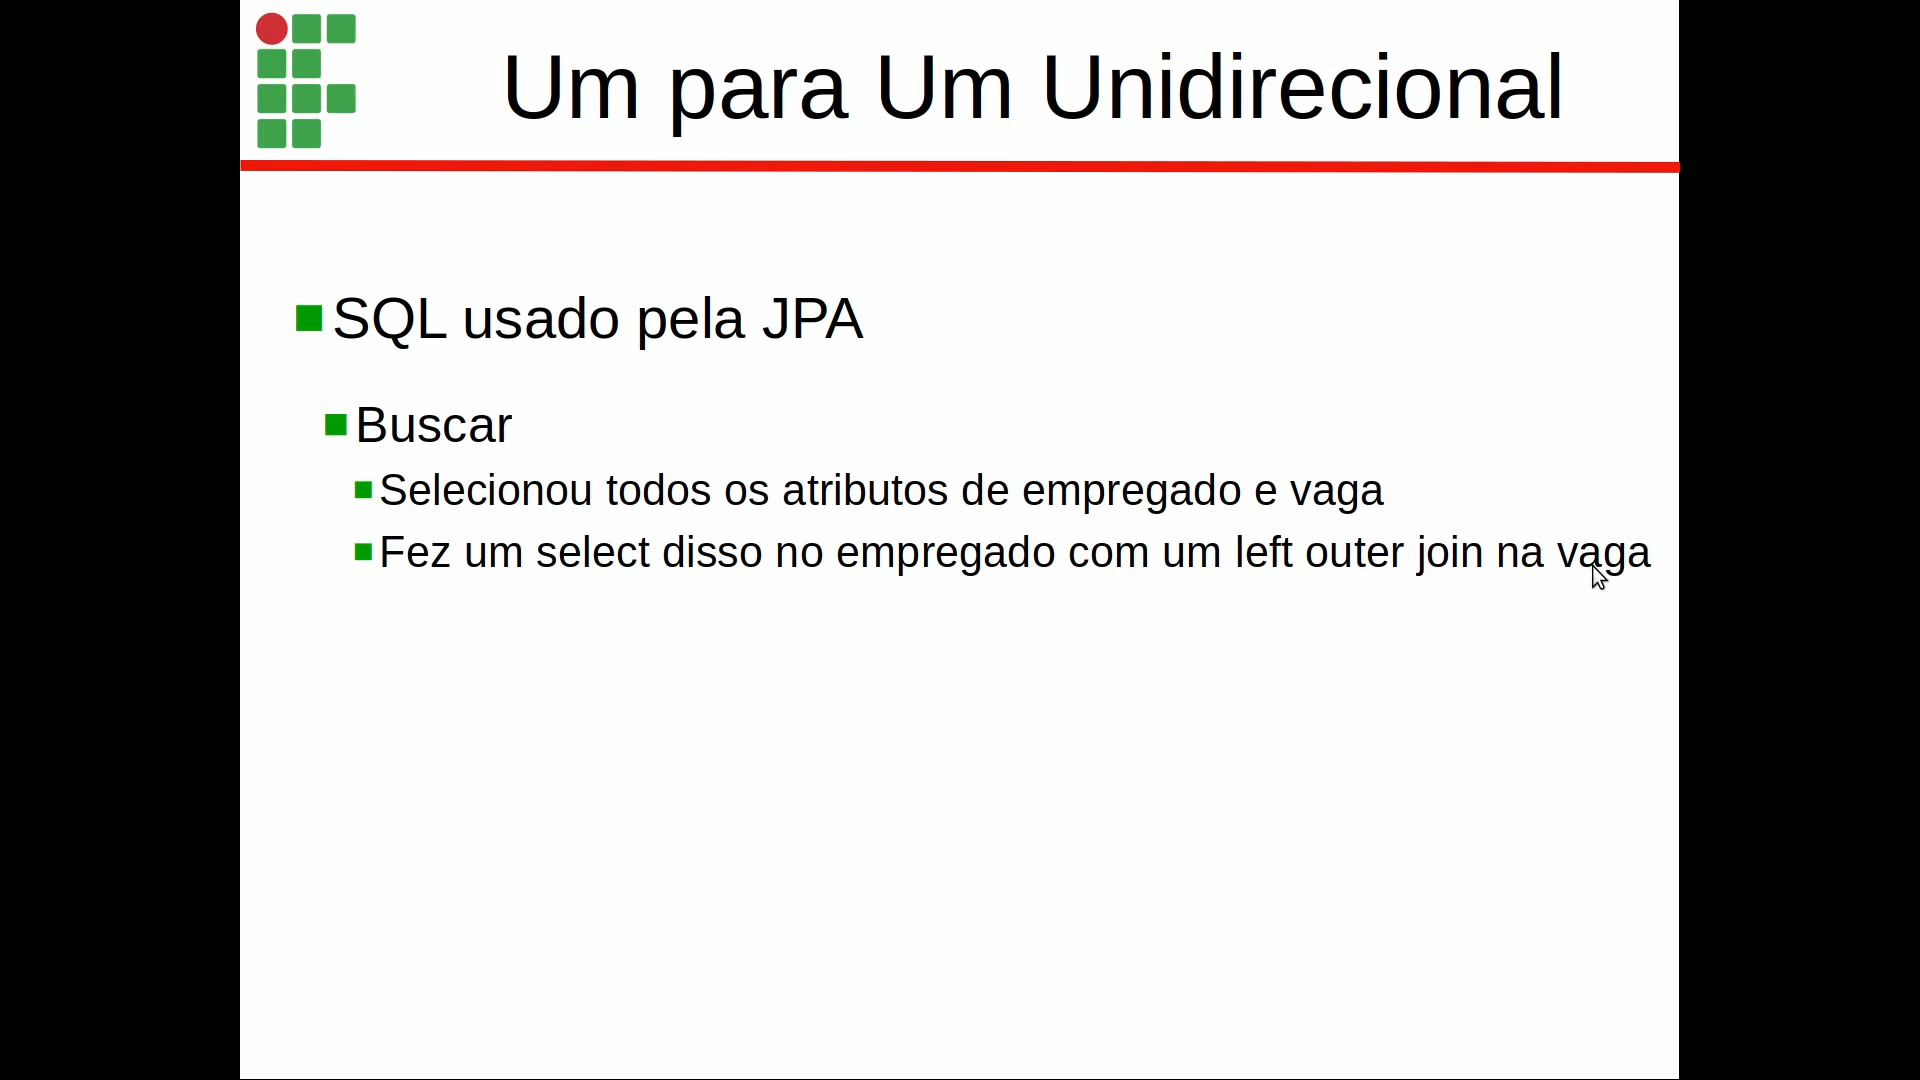 Um para Um Unidirecional
SQL usado pela JPA
Buscar
Selecionou todos os atributos de empregado e vaga
Fez um select disso no empregado com um left outer join na vaga